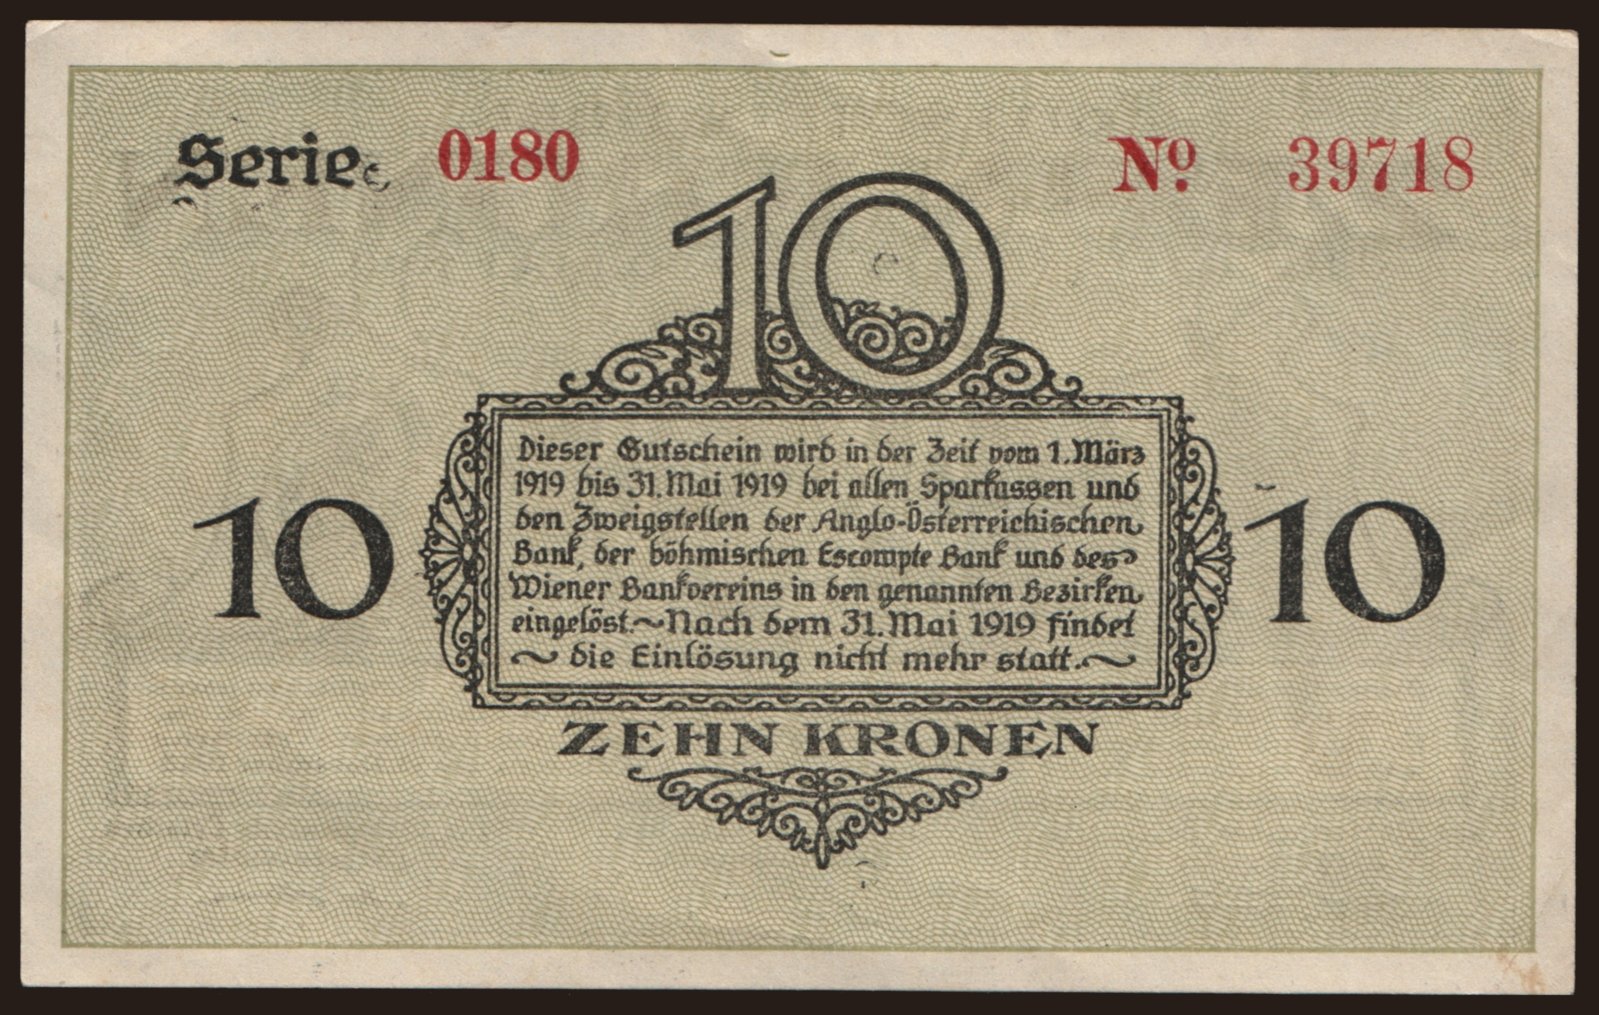 Serie 0180 No. 39718
10
Dieser Gutschein wird in der Zeit vom 1. März
1919 bis 31. Mai 1919 bei allen Sparkassen und
den Zweigstellen der Anglo-Österreichischen
Bank, der böhmischen Escompte Bank und des
Wiener Bankvereins in den genannten Bezirken
eingelöst.~Nach dem 31. Mai 1919 findet
~ die Einlösung nicht mehr statt.~
10 10
ZEHN KRONEN